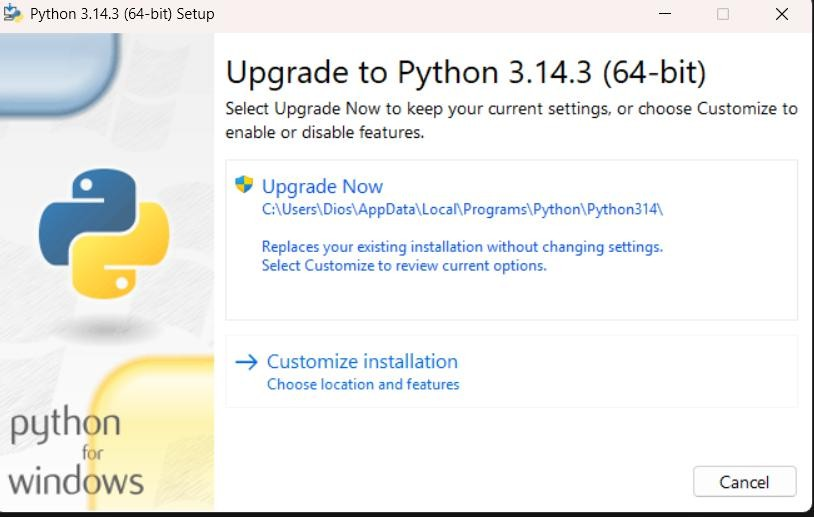 Python 3.14.3 (64-bit) Setup
Upgrade to Python 3.14.3 (64-bit)
Select Upgrade Now to keep your current settings, or choose Customize to
enable or disable features.
Upgrade Now
C:\Users\Dios\AppData\Local\Programs\Python\Python314\
Replaces your existing installation without changing settings.
Select Customize to review current options.
Customize installation
Choose location and features
python
for
windows
Cancel